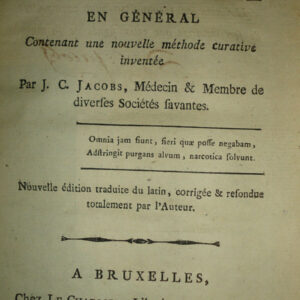 EN GÉNÉRAL
Contenant une nouvelle méthode curative
inventée
Par J. C. JACOBS, Médecin & Membre de
diverses Sociétés savantes.
Omnia jam fiunt, fieri quæ posse negabam,
Adstringit purgans alvum, narcotica solvunt.
Nouvelle édition traduite du latin, corrigée & refondue
totalement par l'Auteur.
A BRUXELLES,
Chez